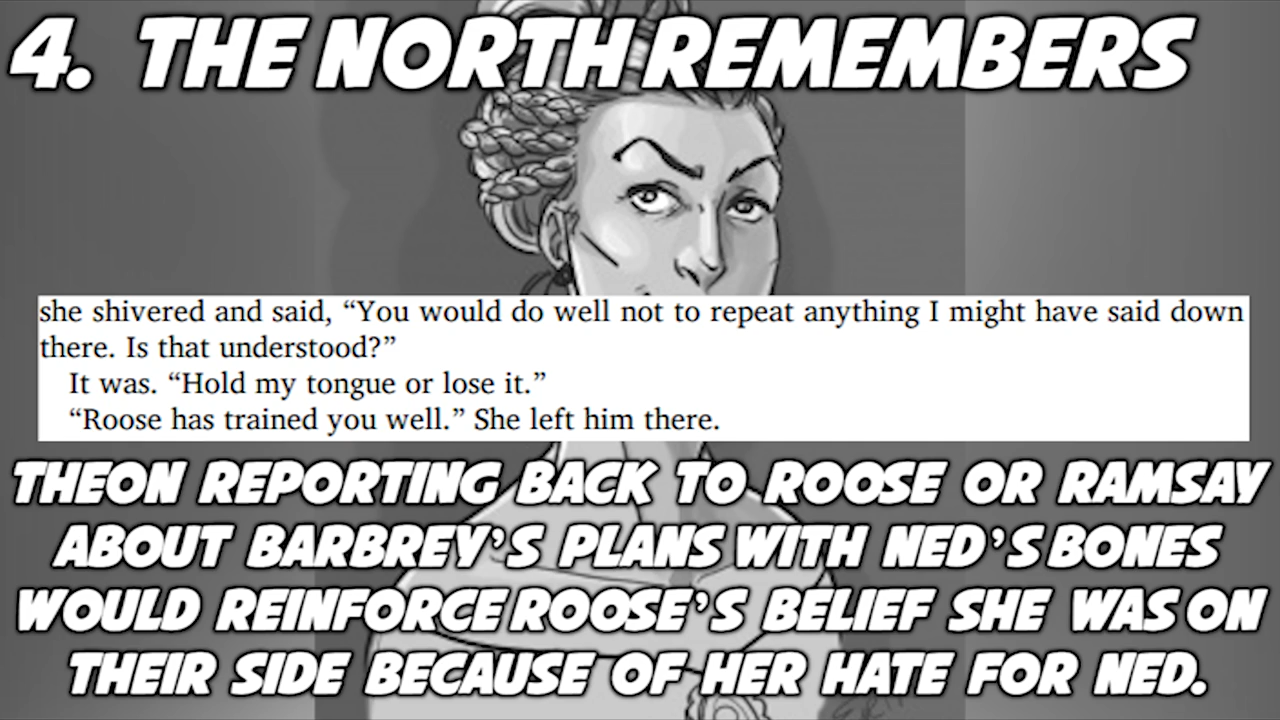 4. THE NORTH REMEMBERS
she shivered and said, “You would do well not to repeat anything I might have said down
there. Is that understood?”
It was. “Hold my tongue or lose it.”
“Roose has trained you well.” She left him there.
THEON REPORTING BACK TO ROOSE OR RAMSAY
ABOUT BARBREY’S PLANS WITH NED’S BONES
WOULD REINFORCE ROOSE’S BELIEF SHE WAS ON
THEIR SIDE BECAUSE OF HER HATE FOR NED.